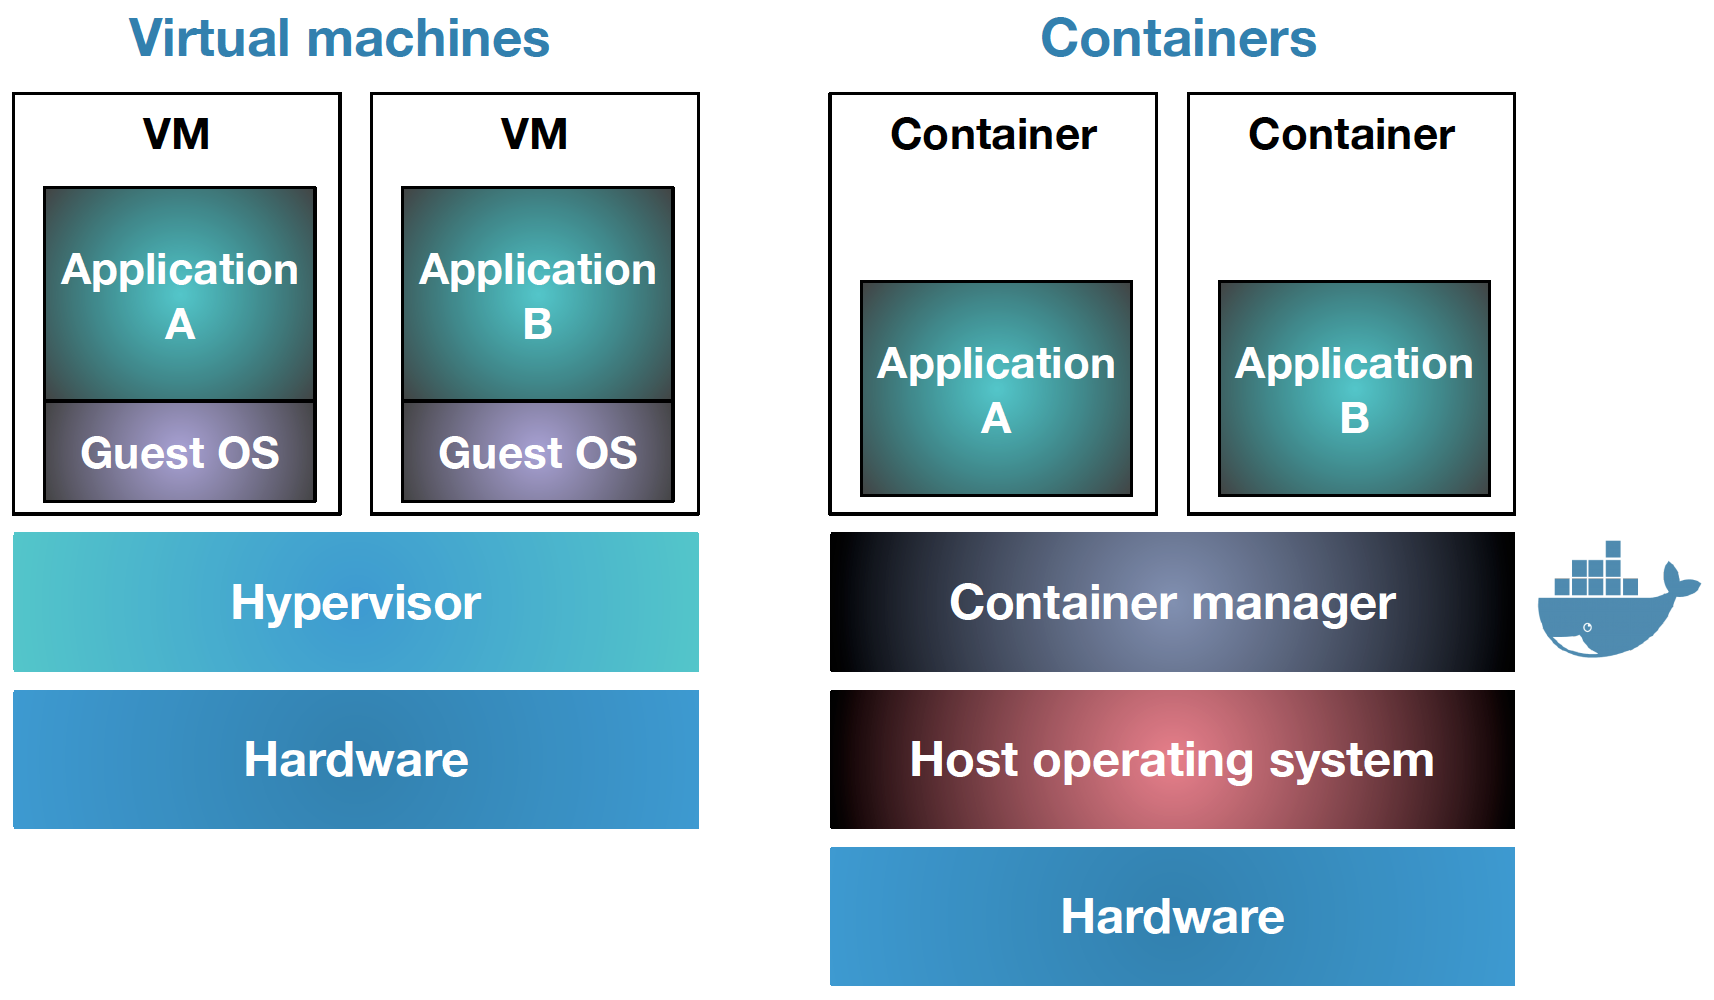 Virtual machines
VM
Application
A
Guest OS
VM
Application
B
Guest OS
Hypervisor
Hardware
Containers
Container
Application
A
Container
Application
B
Container manager
Host operating system
Hardware